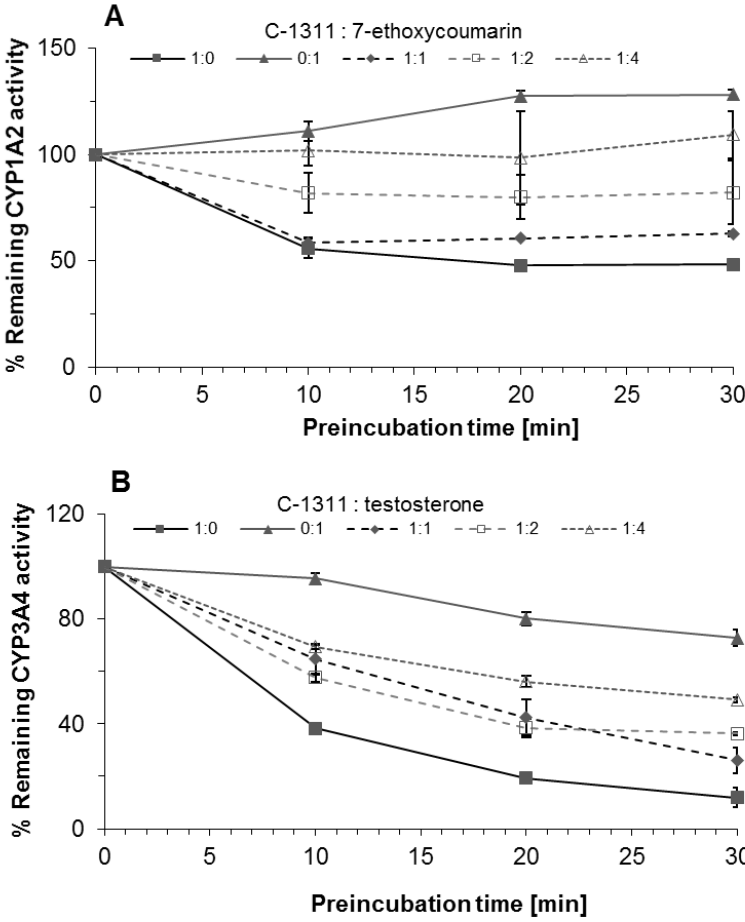 A
C-1311 : 7-ethoxycoumarin
1:0 0:1 1:1 1:2 1:4
% Remaining CYP1A2 activity
150
100
50
0
0 5 10 15 20 25 30
Preincubation time [min]
B
C-1311 : testosterone
1:0 0:1 1:1 1:2 1:4
% Remaining CYP3A4 activity
120
80
40
0
0 5 10 15 20 25 30
Preincubation time [min]